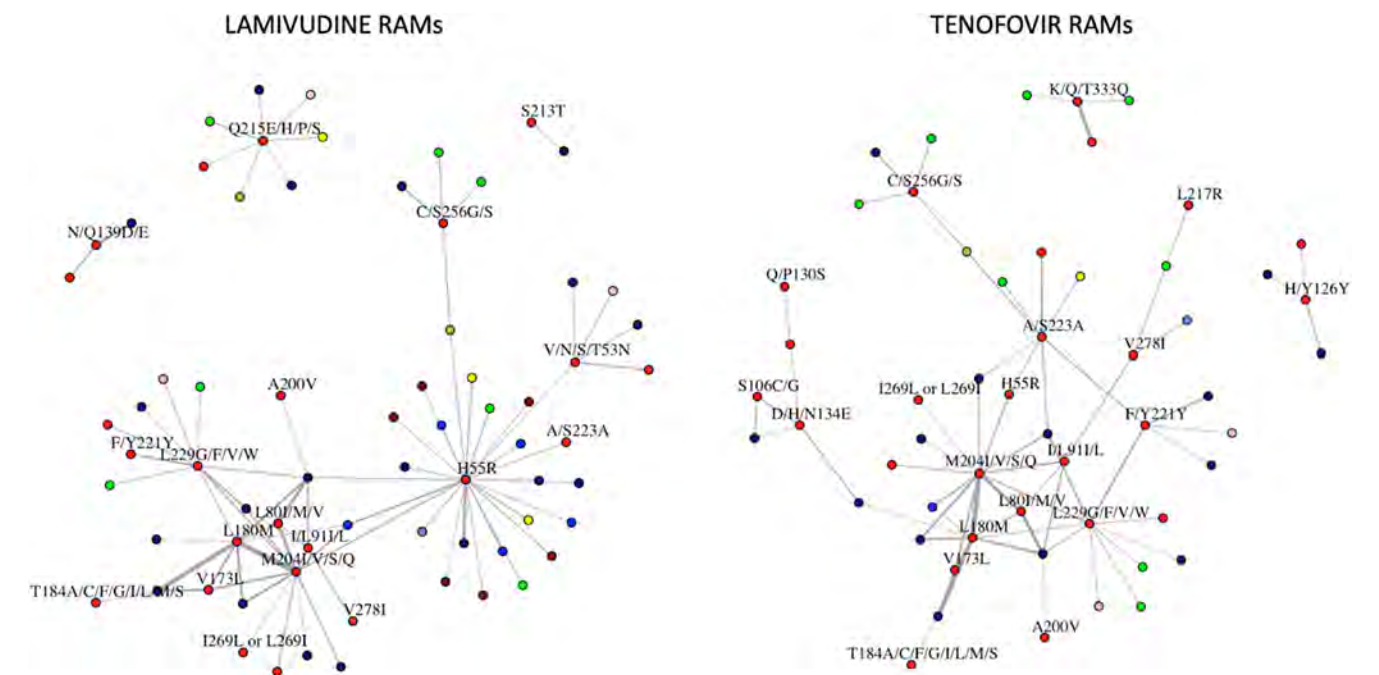 LAMIVUDINE RAMs
Q215E/H/P/S
S213T
C/S256G/S
N/Q139D/E
V/N/S/T53N
A200V
A/S223A
F/Y221Y
L229G/F/V/W
H55R
L80I/M/V
L180M
I/L91I/L
M204I/V/S/Q
V173L
T184A/C/F/G/I/L/M/S
V278I
I269L or L269I
TENOFOVIR RAMs
K/Q/T333Q
C/S256G/S
L217R
Q/P130S
H/Y126Y
A/S223A
V278I
S106C/G
I269L or L269I
H55R
D/H/N134E
F/Y221Y
I/L91I/L
M204I/V/S/Q
L80I/M/V
L229G/F/V/W
L180M
V173L
A200V
T184A/C/F/G/I/L/M/S